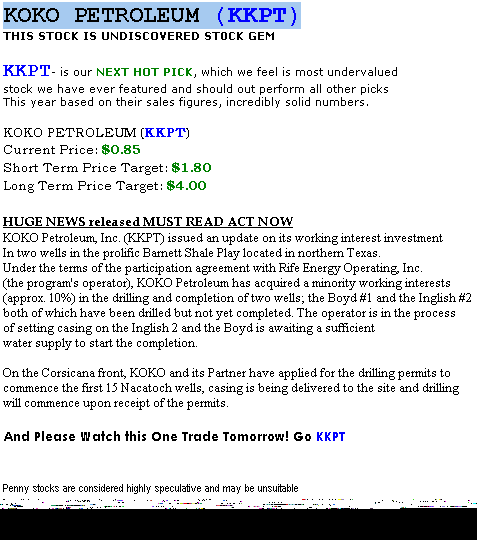 KOKO PETROLEUM (KKPT)
THIS STOCK IS UNDISCOVERED STOCK GEM
KKPT- is our NEXT HOT PICK, which we feel is most undervalued
stock we have ever featured and should out perform all other picks
This year based on their sales figures, incredibly solid numbers.
KOKO PETROLEUM (KKPT)
Current Price: $0.85
Short Term Price Target: $1.80
Long Term Price Target: $4.00
HUGE NEWS released MUST READ ACT NOW
KOKO Petroleum, Inc. (KKPT) issued an update on its working interest investment
In two wells in the prolific Barnett Shale Play located in northern Texas.
Under the terms of the participation agreement with Rife Energy Operating, Inc.
(the program's operator), KOKO Petroleum has acquired a minority working interests
(approx. 10%) in the drilling and completion of two wells; the Boyd #1 and the Inglish #2
both of which have been drilled but not yet completed. The operator is in the process
of setting casing on the Inglish 2 and the Boyd is awaiting a sufficient
water supply to start the completion.
On the Corsicana front, KOKO and its Partner have applied for the drilling permits to
commence the first 15 Nacatoch wells, casing is being delivered to the site and drilling
will commence upon receipt of the permits.
And Please Watch this One Trade Tomorrow! Go KKPT
Penny stocks are considered highly speculative and may be unsuitable